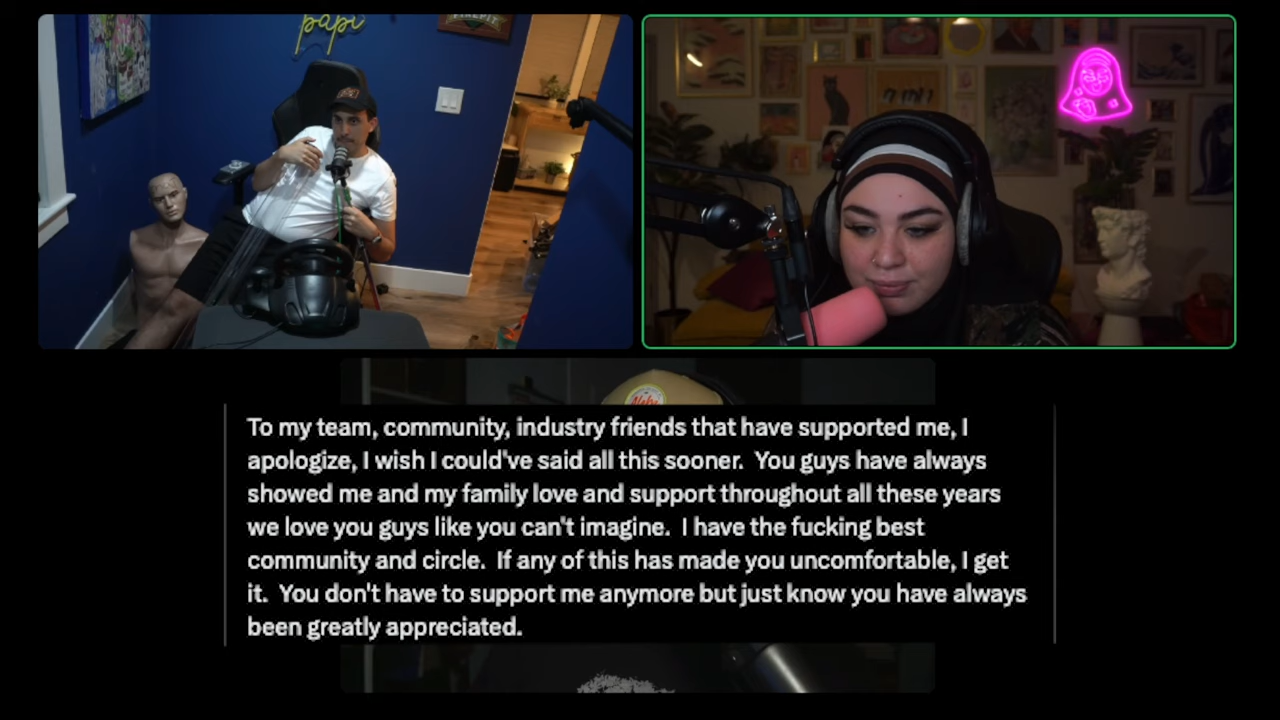 papi
FIREPIT
To my team, community, industry friends that have supported me, I
apologize, I wish I could've said all this sooner.  You guys have always
showed me and my family love and support throughout all these years
we love you guys like you can't imagine.  I have the fucking best
community and circle.  If any of this has made you uncomfortable, I get
it.  You don't have to support me anymore but just know you have always
been greatly appreciated.